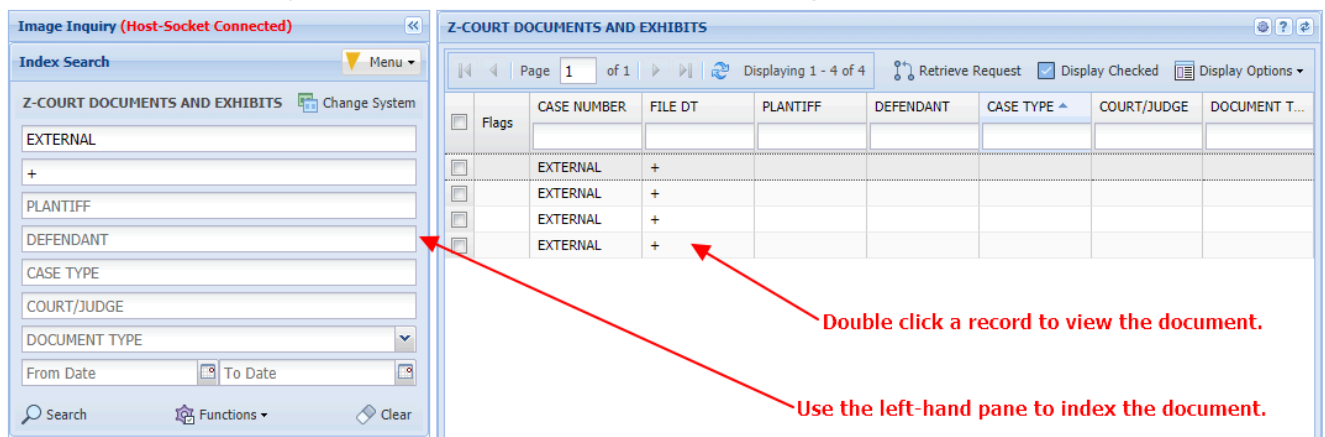 Image Inquiry (Host-Socket Connected)
Index Search
Menu
Z-COURT DOCUMENTS AND EXHIBITS
Change System
EXTERNAL
+
PLANTIFF
DEFENDANT
CASE TYPE
COURT/JUDGE
DOCUMENT TYPE
From Date To Date
Search Functions Clear
Z-COURT DOCUMENTS AND EXHIBITS
?
Page 1 of 1 Displaying 1 - 4 of 4 Retrieve Request Display Checked Display Options
Flags CASE NUMBER FILE DT PLANTIFF DEFENDANT CASE TYPE COURT/JUDGE DOCUMENT T...
EXTERNAL +
EXTERNAL +
EXTERNAL +
EXTERNAL +
Double click a record to view the document.
Use the left-hand pane to index the document.